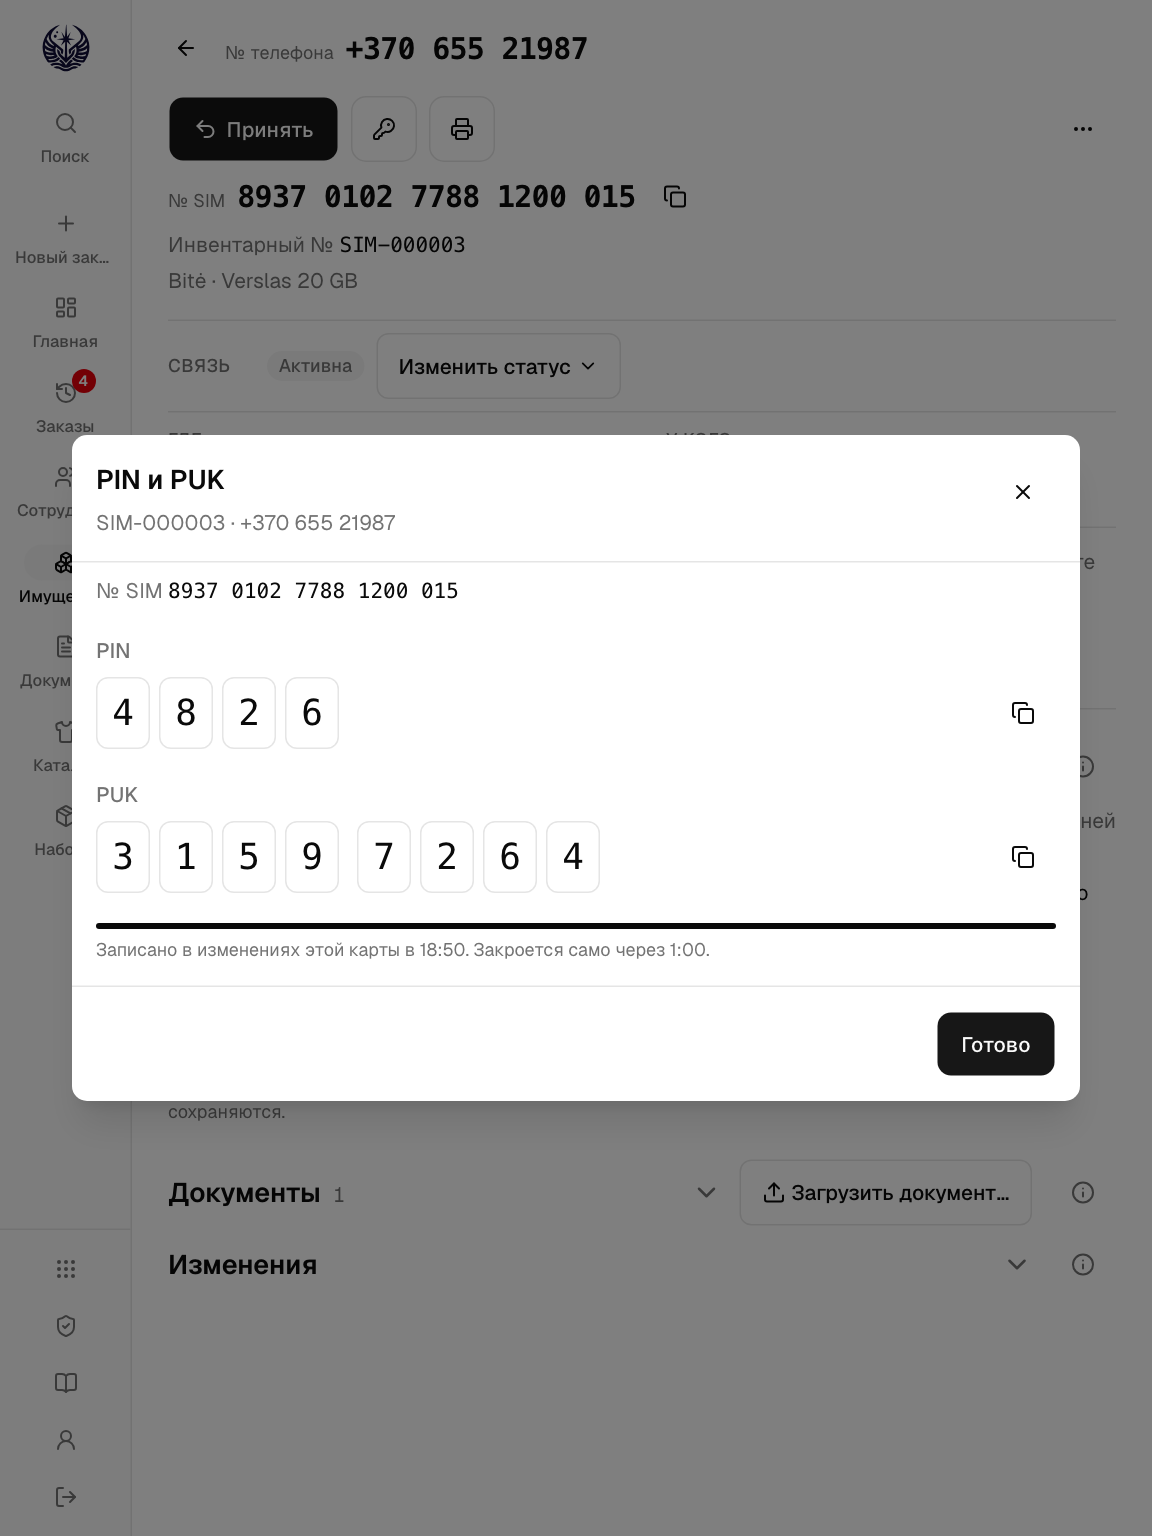 № телефона +370 655 21987
Принять
Поиск
№ SIM 8937 0102 7788 1200 015
Новый зак...
Инвентарный № SIM-000003
Bitė · Verslas 20 GB
Главная
СВЯЗЬ Активна Изменить статус
4
Заказы
PIN и PUK
SIM-000003 · +370 655 21987
№ SIM 8937 0102 7788 1200 015
PIN
4 8 2 6
PUK
3 1 5 9 7 2 6 4
Записано в изменениях этой карты в 18:50. Закроется само через 1:00.
Готово
сохраняются.
Документы 1
Загрузить документ...
Изменения